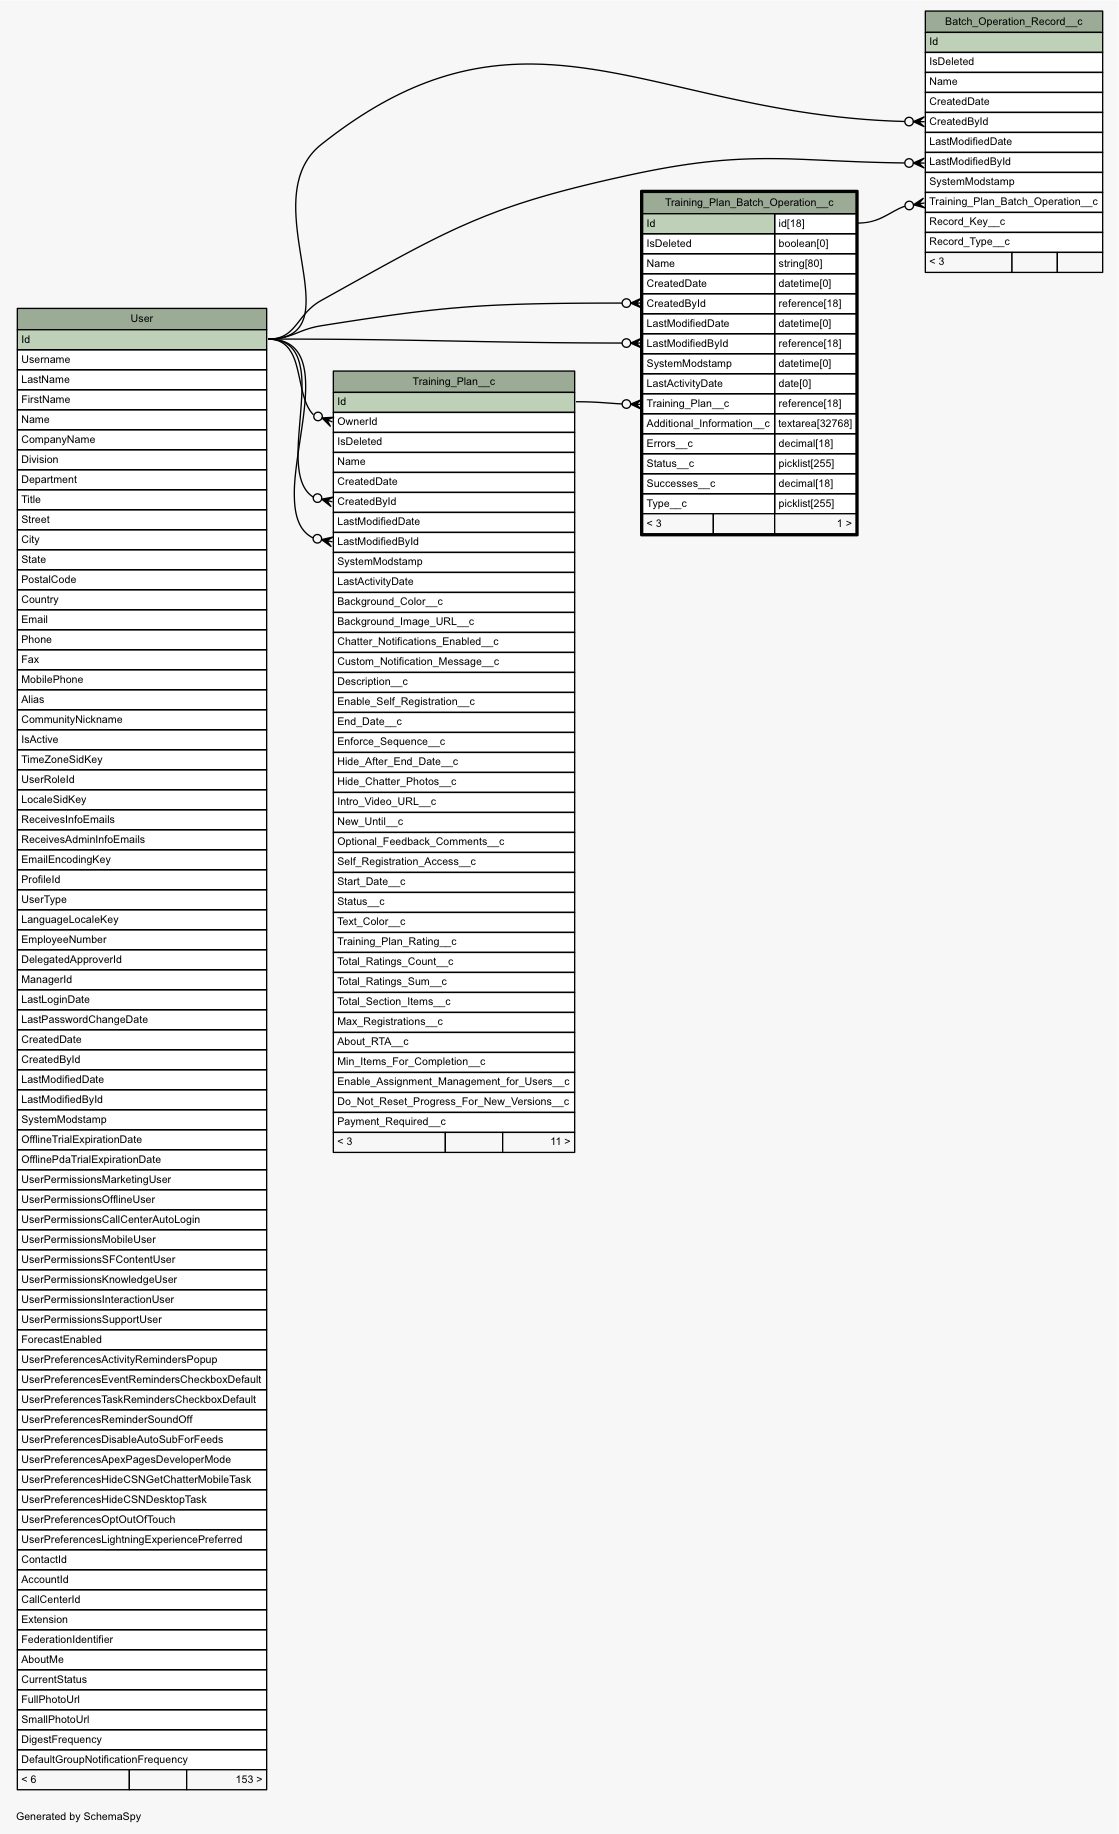 Batch_Operation_Record__c
Id
IsDeleted
Name
CreatedDate
CreatedById
LastModifiedDate
LastModifiedById
SystemModstamp
Training_Plan_Batch_Operation__c
Record_Key__c
Record_Type__c
< 3
Training_Plan_Batch_Operation__c
Id id[18]
IsDeleted boolean[0]
Name string[80]
CreatedDate datetime[0]
CreatedById reference[18]
LastModifiedDate datetime[0]
LastModifiedById reference[18]
SystemModstamp datetime[0]
LastActivityDate date[0]
Training_Plan__c reference[18]
Additional_Information__c textarea[32768]
Errors__c decimal[18]
Status__c picklist[255]
Successes__c decimal[18]
Type__c picklist[255]
< 3 1 >
User
Id
Username
LastName
FirstName
Name
CompanyName
Division
Department
Title
Street
City
State
PostalCode
Country
Email
Phone
Fax
MobilePhone
Alias
CommunityNickname
IsActive
TimeZoneSidKey
UserRoleId
LocaleSidKey
ReceivesInfoEmails
ReceivesAdminInfoEmails
EmailEncodingKey
ProfileId
UserType
LanguageLocaleKey
EmployeeNumber
DelegatedApproverId
ManagerId
LastLoginDate
LastPasswordChangeDate
CreatedDate
CreatedById
LastModifiedDate
LastModifiedById
SystemModstamp
OfflineTrialExpirationDate
OfflinePdaTrialExpirationDate
UserPermissionsMarketingUser
UserPermissionsOfflineUser
UserPermissionsCallCenterAutoLogin
UserPermissionsMobileUser
UserPermissionsSFContentUser
UserPermissionsKnowledgeUser
UserPermissionsInteractionUser
UserPermissionsSupportUser
ForecastEnabled
UserPreferencesActivityRemindersPopup
UserPreferencesEventRemindersCheckboxDefault
UserPreferencesTaskRemindersCheckboxDefault
UserPreferencesReminderSoundOff
UserPreferencesDisableAutoSubForFeeds
UserPreferencesApexPagesDeveloperMode
UserPreferencesHideCSNGetChatterMobileTask
UserPreferencesHideCSNDesktopTask
UserPreferencesOptOutOfTouch
UserPreferencesLightningExperiencePreferred
ContactId
AccountId
CallCenterId
Extension
FederationIdentifier
AboutMe
CurrentStatus
FullPhotoUrl
SmallPhotoUrl
DigestFrequency
DefaultGroupNotificationFrequency
< 6 153 >
Training_Plan__c
Id
OwnerId
IsDeleted
Name
CreatedDate
CreatedById
LastModifiedDate
LastModifiedById
SystemModstamp
LastActivityDate
Background_Color__c
Background_Image_URL__c
Chatter_Notifications_Enabled__c
Custom_Notification_Message__c
Description__c
Enable_Self_Registration__c
End_Date__c
Enforce_Sequence__c
Hide_After_End_Date__c
Hide_Chatter_Photos__c
Intro_Video_URL__c
New_Until__c
Optional_Feedback_Comments__c
Self_Registration_Access__c
Start_Date__c
Status__c
Text_Color__c
Training_Plan_Rating__c
Total_Ratings_Count__c
Total_Ratings_Sum__c
Total_Section_Items__c
Max_Registrations__c
About_RTA__c
Min_Items_For_Completion__c
Enable_Assignment_Management_for_Users__c
Do_Not_Reset_Progress_For_New_Versions__c
Payment_Required__c
< 3 11 >
Generated by SchemaSpy